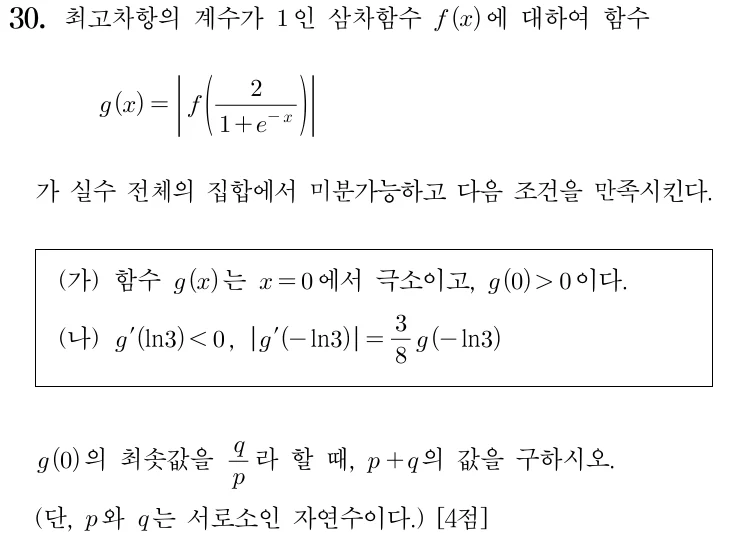 30. 최고차항의 계수가 1인 삼차함수 f(x)에 대하여 함수
g(x)=|f(2/(1+e^{-x}))|
가 실수 전체의 집합에서 미분가능하고 다음 조건을 만족시킨다.
(가) 함수 g(x)는 x=0에서 극소이고, g(0)>0이다.
(나) g′(ln3)<0, |g′(-ln3)|=3/8 g(-ln3)
g(0)의 최솟값을 q/p라 할 때, p+q의 값을 구하시오.
(단, p와 q는 서로소인 자연수이다.) [4점]